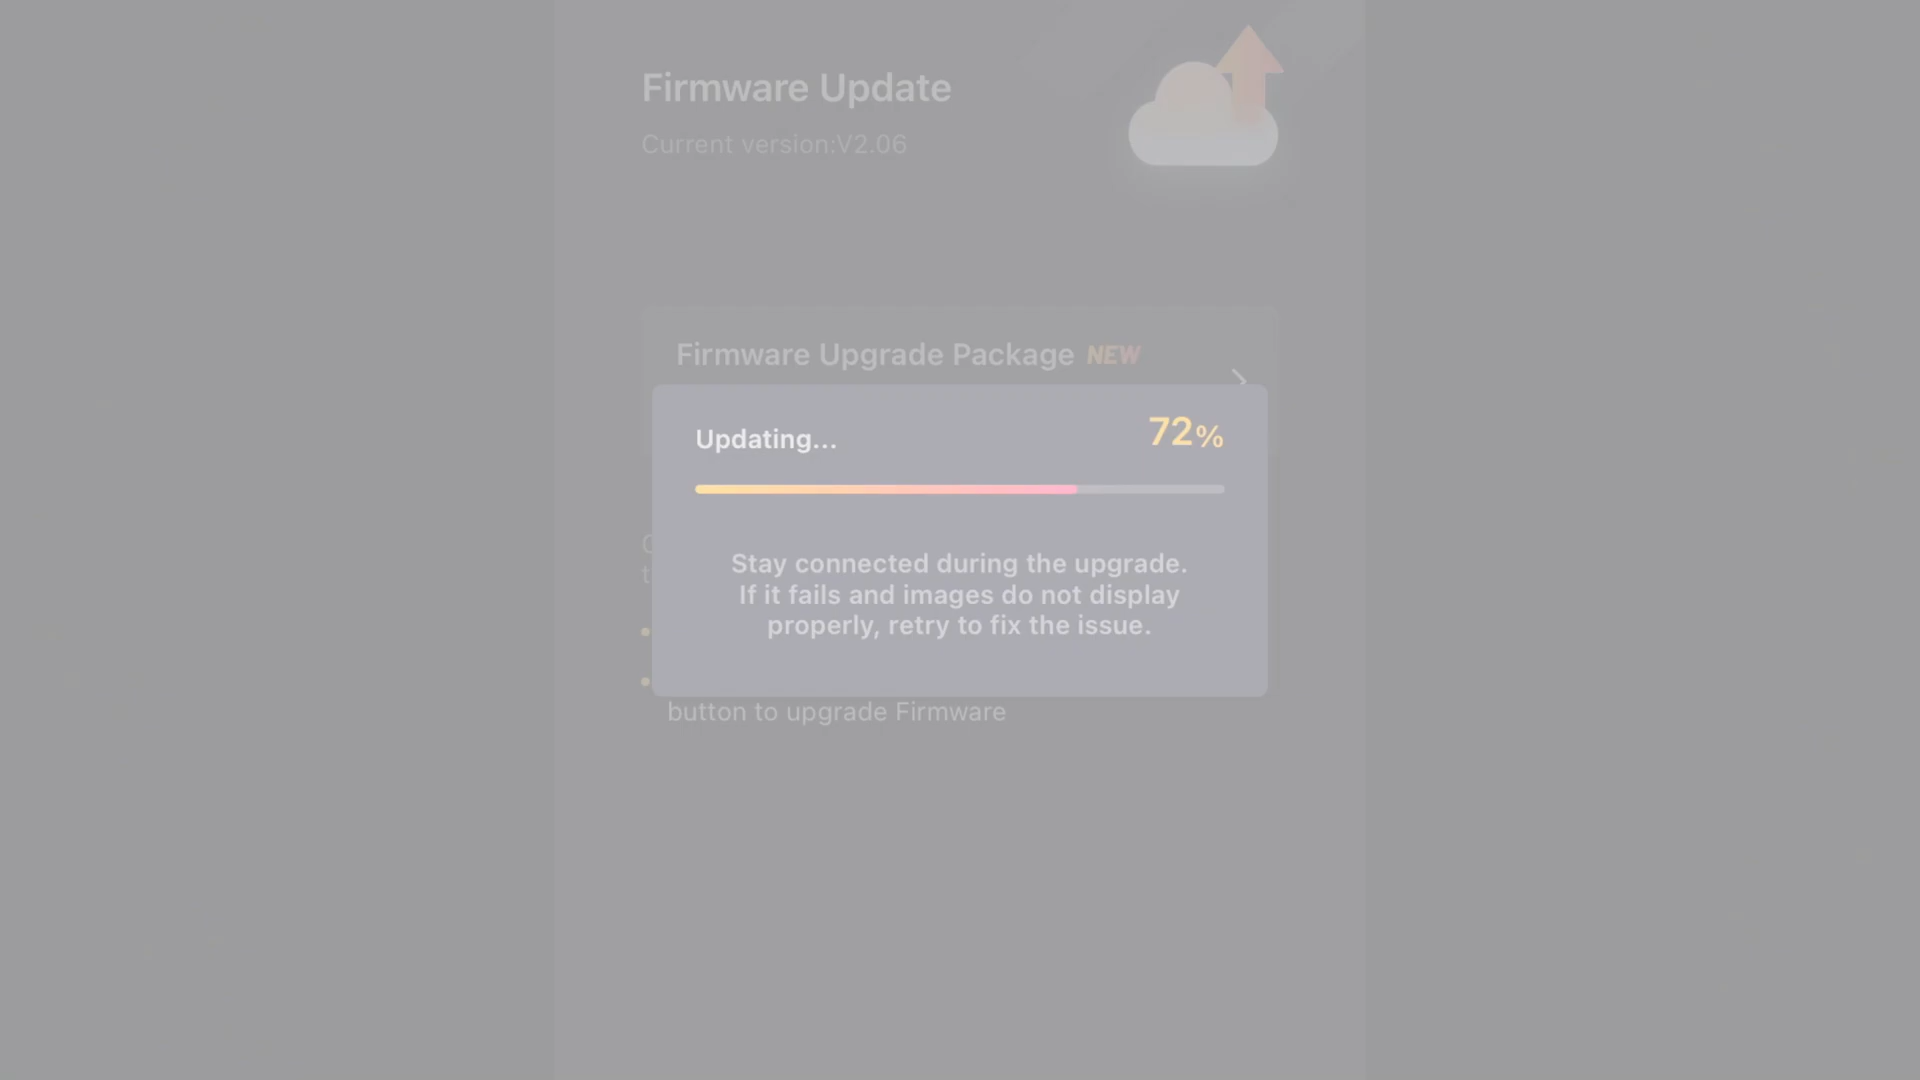 Firmware Update
Current version:V2.06
Firmware Upgrade Package NEW
Updating...
72%
Stay connected during the upgrade.
If it fails and images do not display
properly, retry to fix the issue.
button to upgrade Firmware